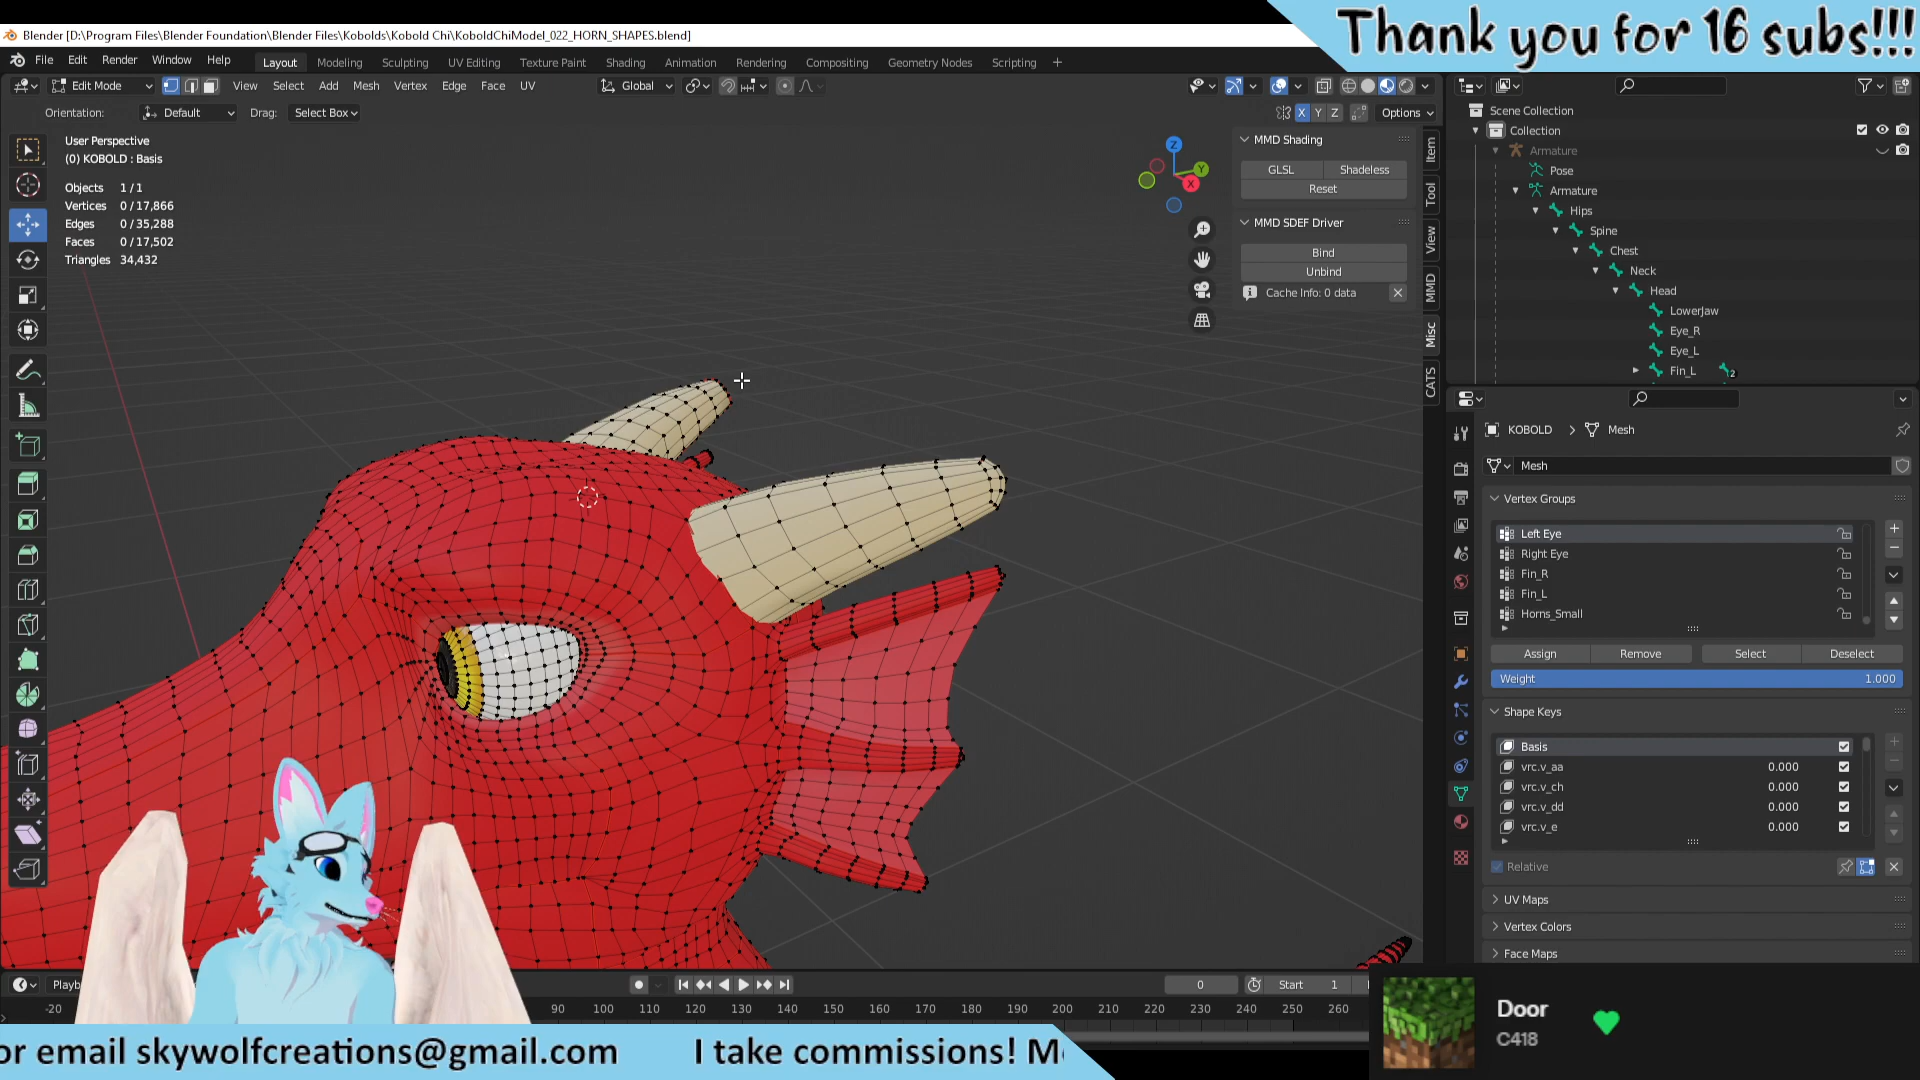 Blender [D:\Program Files\Blender Foundation\Blender Files\Kobolds\Kobold Chi\KoboldChiModel_022_HORN_SHAPES.blend]
Thank you for 16 subs!!!
File Edit Render Window Help Layout Modeling Sculpting UV Editing Texture Paint Shading Animation Rendering Compositing Geometry Nodes Scripting +
Edit Mode View Select Add Mesh Vertex Edge Face UV Global
Orientation: Default Drag: Select Box X Y Z Options
User Perspective
(0) KOBOLD : Basis
Objects 1 / 1
Vertices 0 / 17,866
Edges 0 / 35,288
Faces 0 / 17,502
Triangles 34,432
Z
Y
X
MMD Shading
GLSL Shadeless
Reset
MMD SDEF Driver
Bind
Unbind
Cache Info: 0 data
Item
Tool
View
MMD
Misc
CATS
Scene Collection
Collection
Armature
Pose
Armature
Hips
Spine
Chest
Neck
Head
LowerJaw
Eye_R
Eye_L
Fin_L 2
KOBOLD > Mesh
Mesh
Vertex Groups
Left Eye
Right Eye
Fin_R
Fin_L
Horns_Small
Assign Remove Select Deselect
Weight 1.000
Shape Keys
Basis
vrc.v_aa 0.000
vrc.v_ch 0.000
vrc.v_dd 0.000
vrc.v_e 0.000
Relative
UV Maps
Vertex Colors
Face Maps
Playb 0 Start 1
-20 90 100 110 120 130 140 150 160 170 180 190 200 210 220 230 240 250 260
Door
C418
or email skywolfcreations@gmail.com I take commissions!